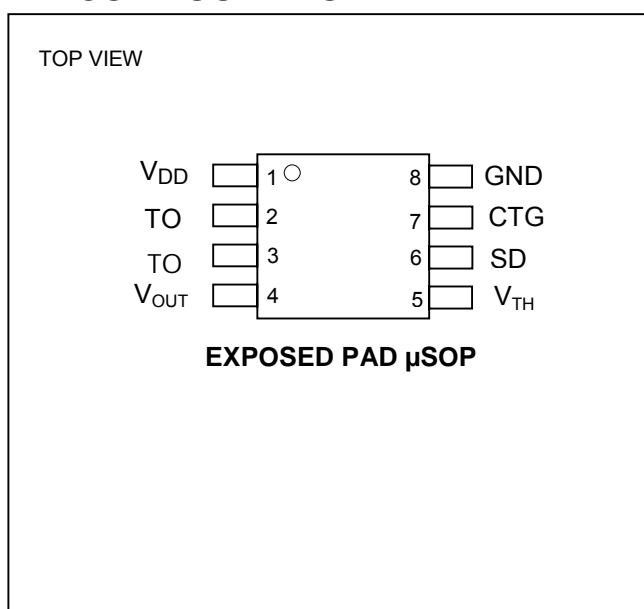 TOP VIEW
VDD 1 8 GND
TO 2 7 CTG
TO 3 6 SD
VOUT 4 5 VTH
EXPOSED PAD µSOP